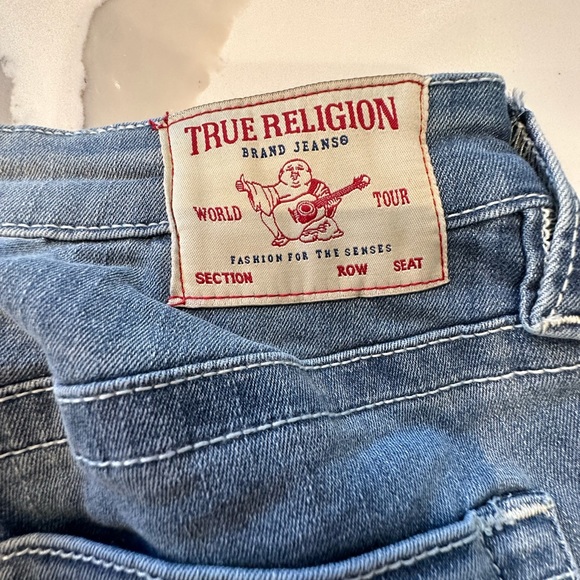 TRUE RELIGION
BRAND JEANS®
WORLD TOUR
FASHION FOR THE SENSES
SECTION ROW SEAT